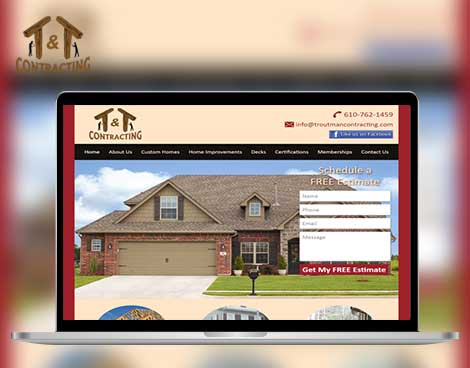 T&T
CONTRACTING
T&T
CONTRACTING
610-762-1459
info@troutmancontracting.com
f Like us on Facebook
Home About Us Custom Homes Home Improvements Decks Certifications Memberships Contact Us
Schedule a
FREE Estimate
Name
Phone
Email
Message
Get My FREE Estimate